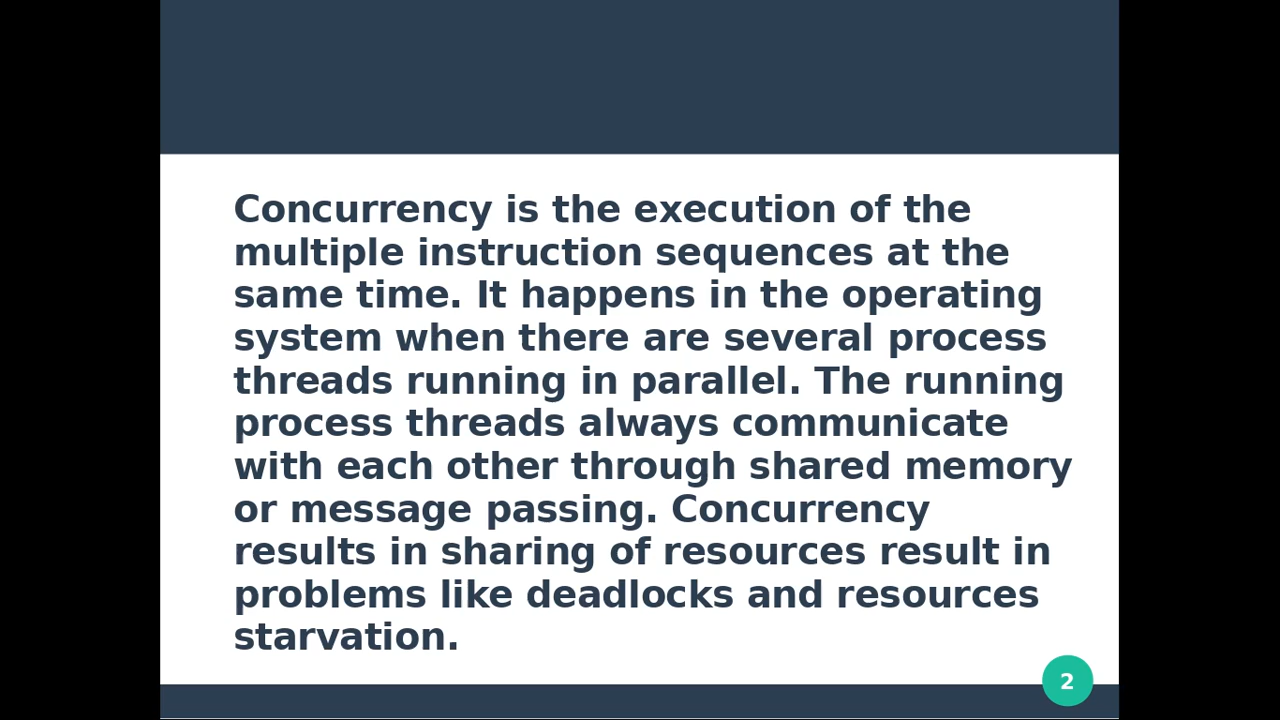 Concurrency is the execution of the
multiple instruction sequences at the
same time. It happens in the operating
system when there are several process
threads running in parallel. The running
process threads always communicate
with each other through shared memory
or message passing. Concurrency
results in sharing of resources result in
problems like deadlocks and resources
starvation.
2